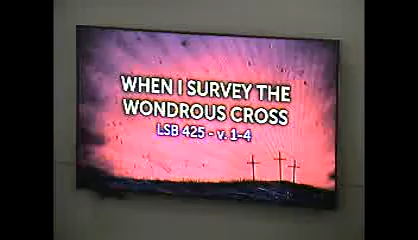 WHEN I SURVEY THE
WONDROUS CROSS
LSB 425 - v. 1-4